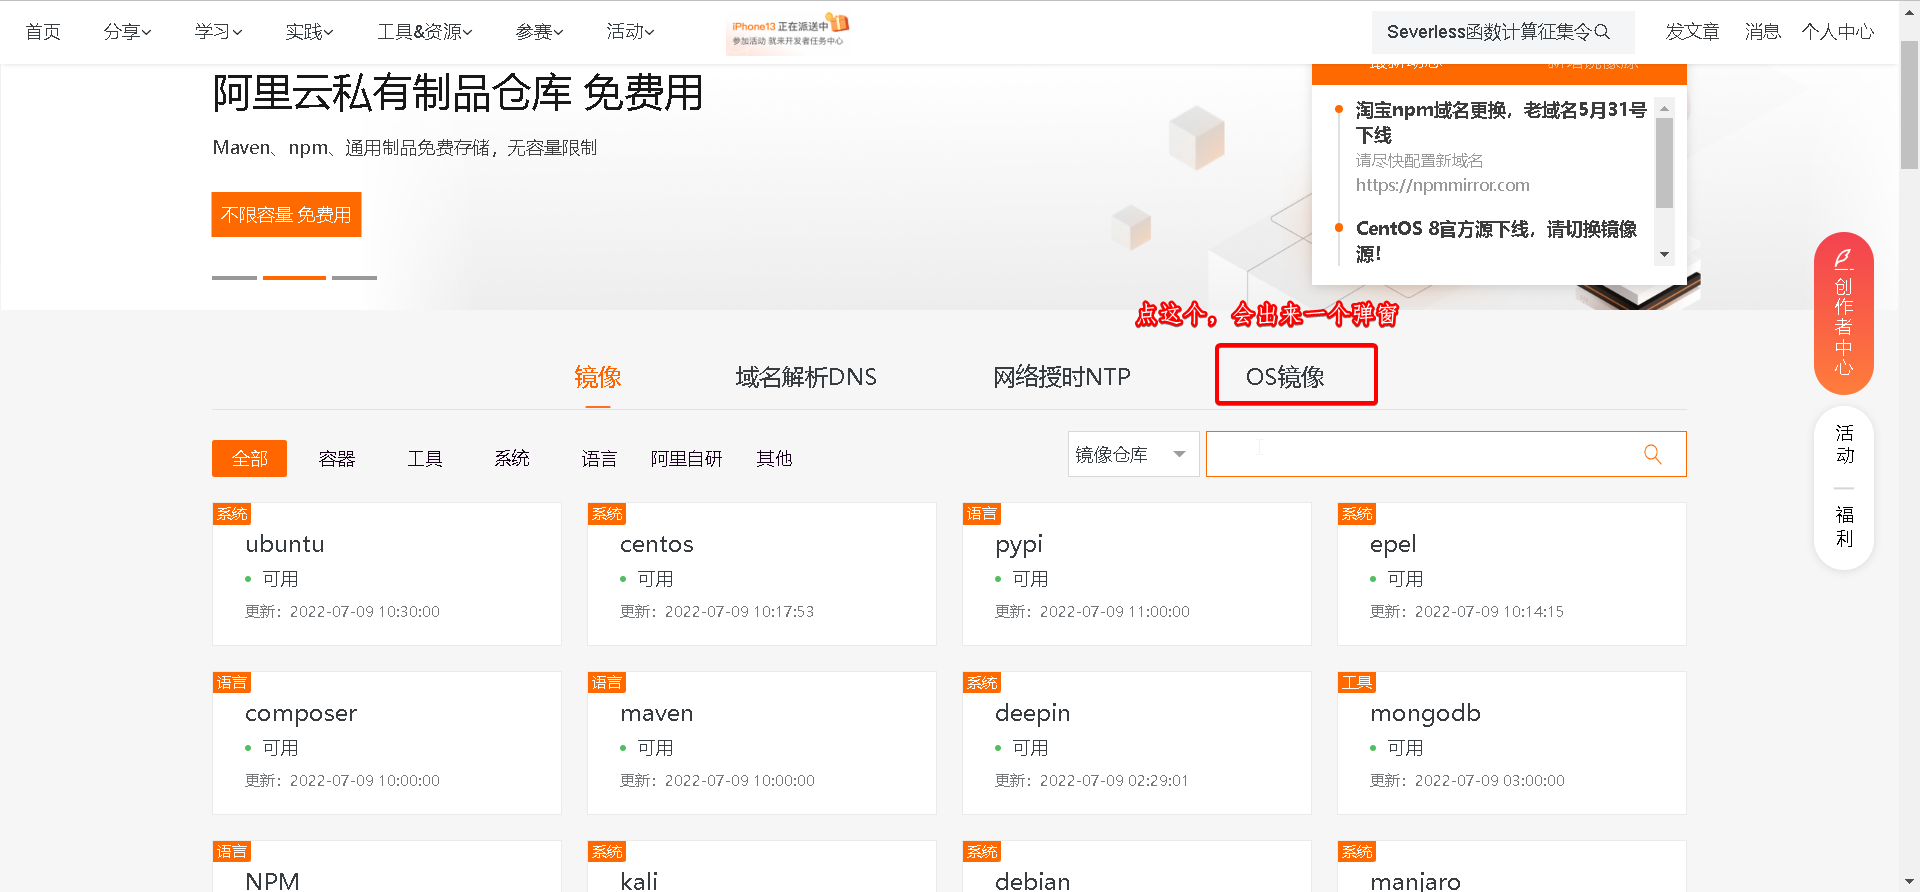 首页 分享 学习 实践 工具&资源 参赛 活动 iPhone13 正在派送中 Severless函数计算征集令 发文章 消息 个人中心
参加活动 就来开发者任务中心
最新动态 新增镜像源
阿里云私有制品仓库 免费用
Maven、npm、通用制品免费存储，无容量限制
不限容量 免费用
淘宝npm域名更换，老域名5月31号
下线
请尽快配置新域名
https://npmmirror.com
CentOS 8官方源下线，请切换镜像
源！
创作者中心
活动
福利
点这个，会出来一个弹窗
镜像 域名解析DNS 网络授时NTP OS镜像
全部 容器 工具 系统 语言 阿里自研 其他 镜像仓库
系统
ubuntu
可用
更新：2022-07-09 10:30:00
系统
centos
可用
更新：2022-07-09 10:17:53
语言
pypi
可用
更新：2022-07-09 11:00:00
系统
epel
可用
更新：2022-07-09 10:14:15
语言
composer
可用
更新：2022-07-09 10:00:00
语言
maven
可用
更新：2022-07-09 10:00:00
系统
deepin
可用
更新：2022-07-09 02:29:01
工具
mongodb
可用
更新：2022-07-09 03:00:00
语言
NPM
系统
kali
系统
debian
系统
manjaro